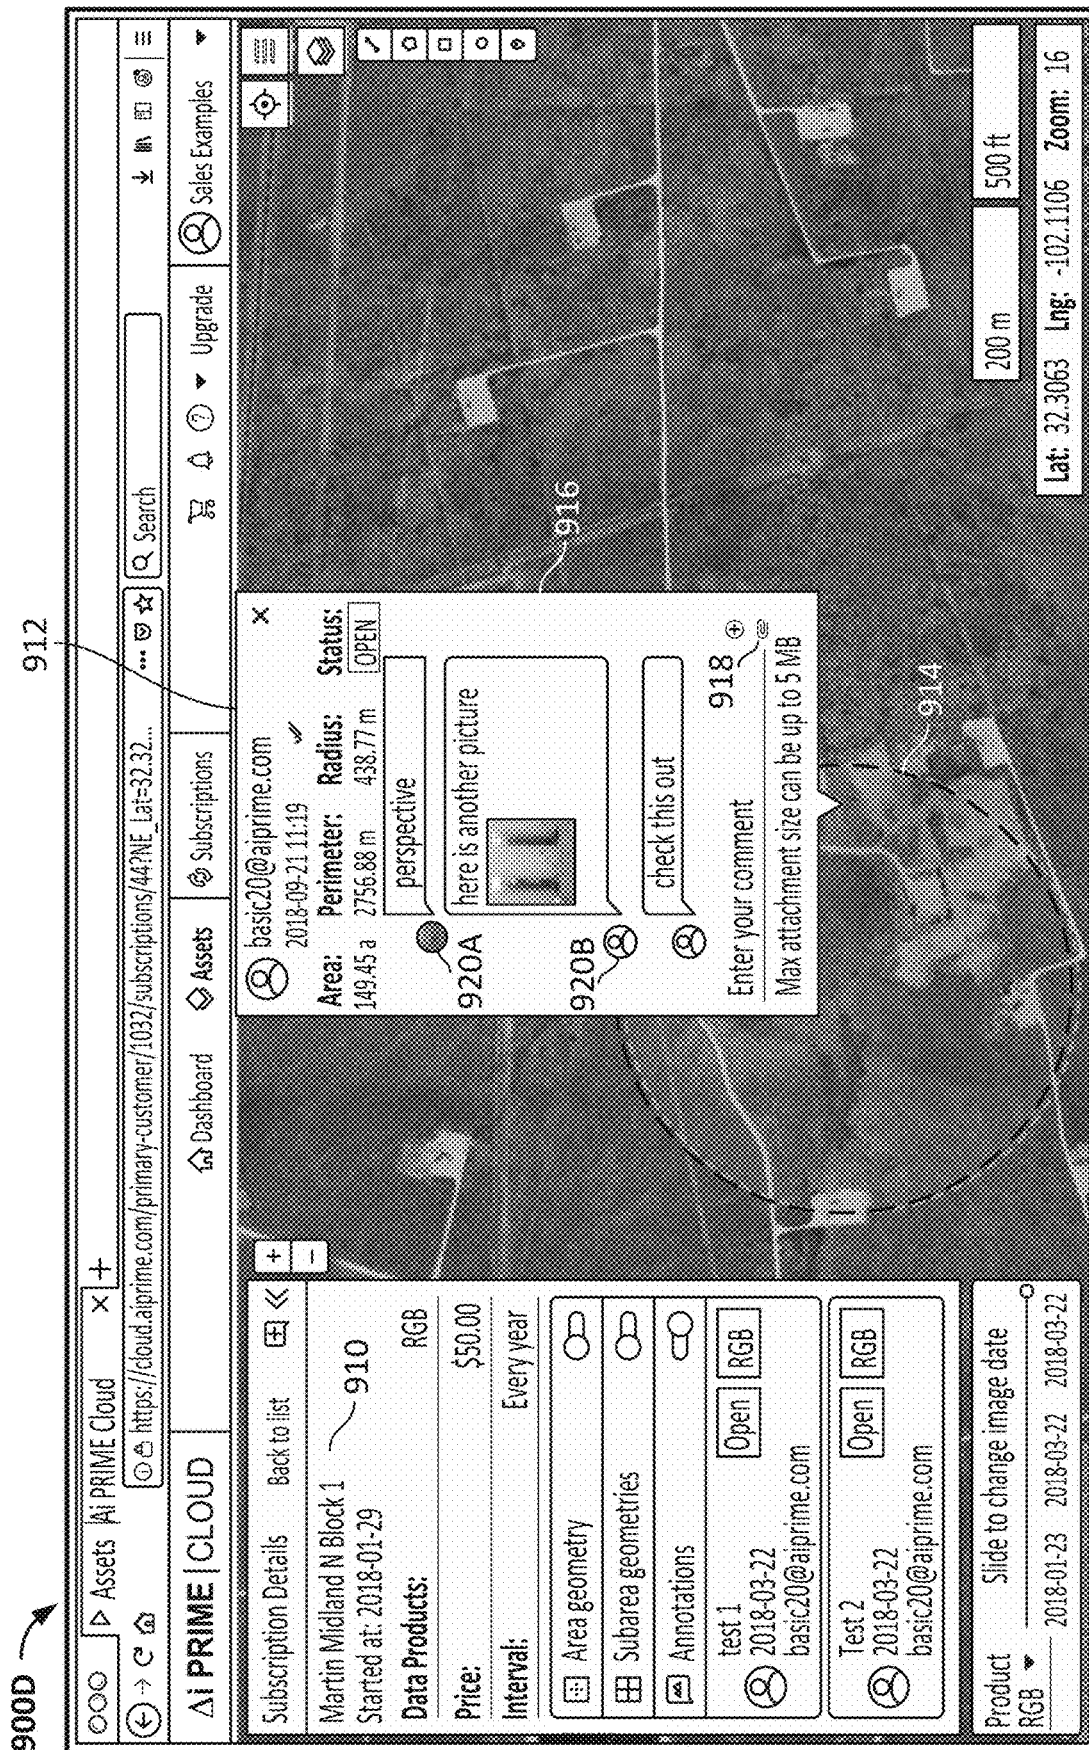 900D
Assets
Ai PRIME Cloud
https://cloud.aiprime.com/primary-customer/1032/subscriptions/44?NE_Lat=32.32...
Search
Ai PRIME | CLOUD
Dashboard
Assets
Subscriptions
Upgrade
Sales Examples
912
Subscription Details
Back to list
Martin Midland N Block 1
910
Started at: 2018-01-29
Data Products:
RGB
Price:
$50.00
Interval:
Every year
Area geometry
Subarea geometries
Annotations
test 1
2018-03-22
Open
RGB
basic20@aiprime.com
Test 2
2018-03-22
Open
RGB
basic20@aiprime.com
Product
Slide to change image date
RGB
2018-01-23 2018-03-22 2018-03-22
basic20@aiprime.com
2018-09-21 11:19
Area: Perimeter: Radius: Status:
149.45 a 2756.88 m 438.77 m OPEN
perspective
920A
here is another picture
920B
check this out
Enter your comment
918
Max attachment size can be up to 5 MB
916
914
200 m
500 ft
Lat: 32.3063 Lng: -102.1106 Zoom: 16